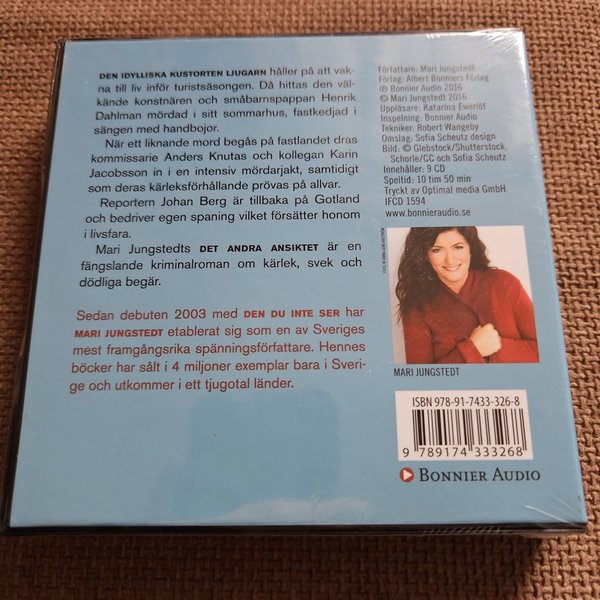 DEN IDYLLISKA KUSTORTEN LJUGARN håller på att vak-
na till liv inför turistsäsongen. Då hittas den väl-
kände konstnären och småbarnspappan Henrik
Dahlman mördad i sitt sommarhus, fastkedjad i
sängen med handbojor.
När ett liknande mord begås på fastlandet dras
kommissarie Anders Knutas och kollegan Karin
Jacobsson in i en intensiv mördarjakt, samtidigt
som deras kärleksförhållande prövas på allvar.
Reportern Johan Berg är tillbaka på Gotland
och bedriver egen spaning vilket försätter honom
i livsfara.
Mari Jungstedts DET ANDRA ANSIKTET är en
fängslande kriminalroman om kärlek, svek och
dödliga begär.
Sedan debuten 2003 med DEN DU INTE SER har
MARI JUNGSTEDT etablerat sig som en av Sveriges
mest framgångsrika spänningsförfattare. Hennes
böcker har sålt i 4 miljoner exemplar bara i Sveri-
ge och utkommer i ett tjugotal länder.
Författare: Mari Jungstedt
Förlag: Albert Bonniers Förlag
℗ Bonnier Audio 2016
© Mari Jungstedt 2016
Uppläsare: Katarina Ewerlöf
Inspelning: Bonnier Audio
Tekniker: Robert Wangeby
Omslag: Sofia Scheutz design
Bild: © Glebstock/Shutterstock,
Schorle/CC och Sofia Scheutz
Innehåller: 9 CD
Speltid: 10 tim 50 min
Tryckt av Optimal media GmbH
IFCD 1594
www.bonnieraudio.se
MARI JUNGSTEDT
ISBN 978-91-7433-326-8
9 789174 333268
BONNIER AUDIO